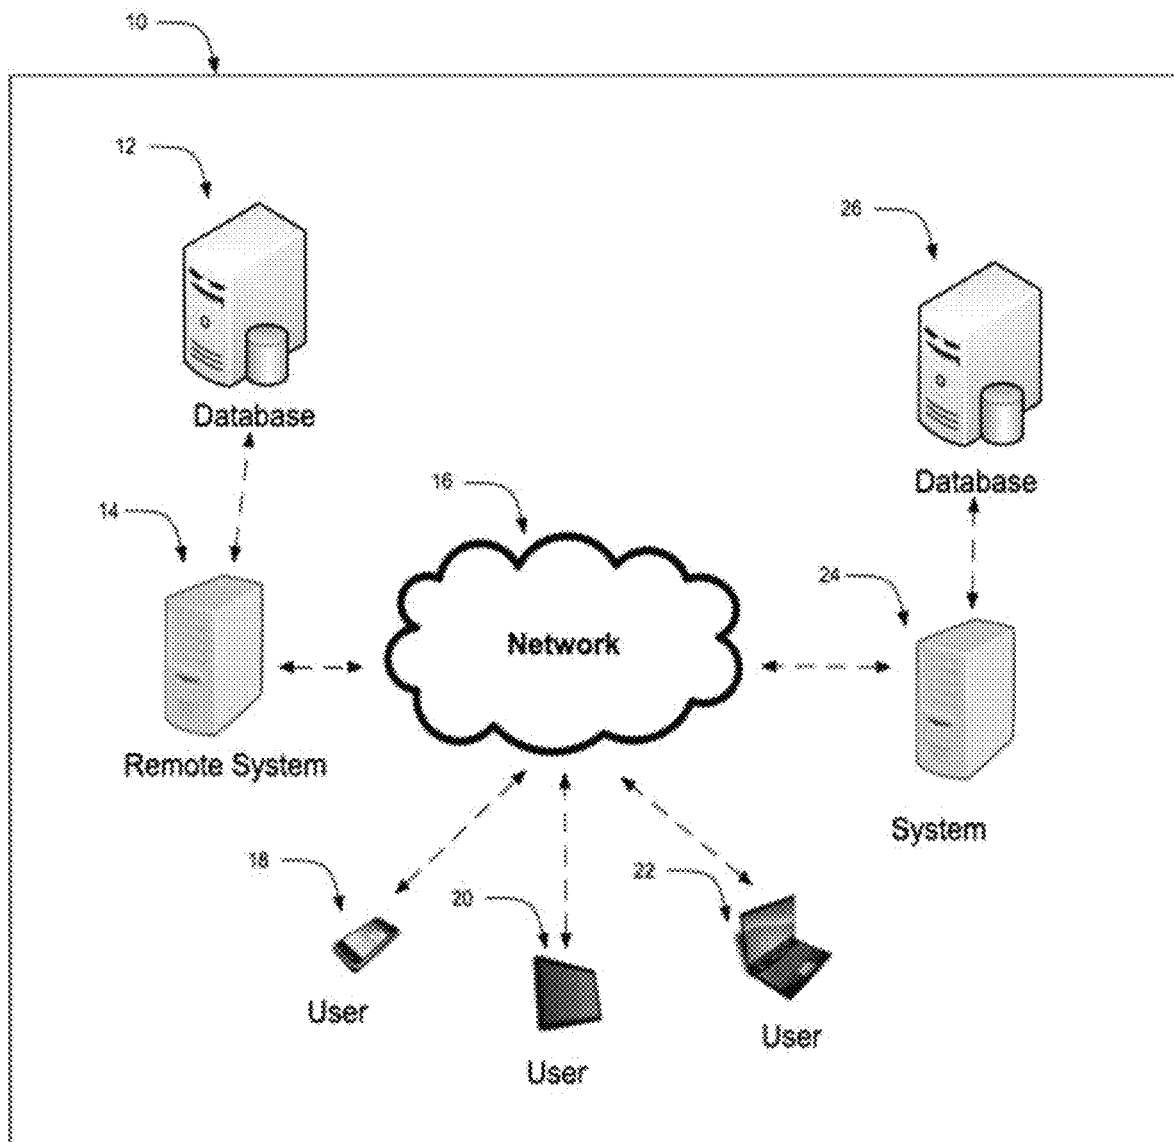 10
12
26
Database
16
Database
14
24
Network
Remote System
System
18
22
20
User
User
User